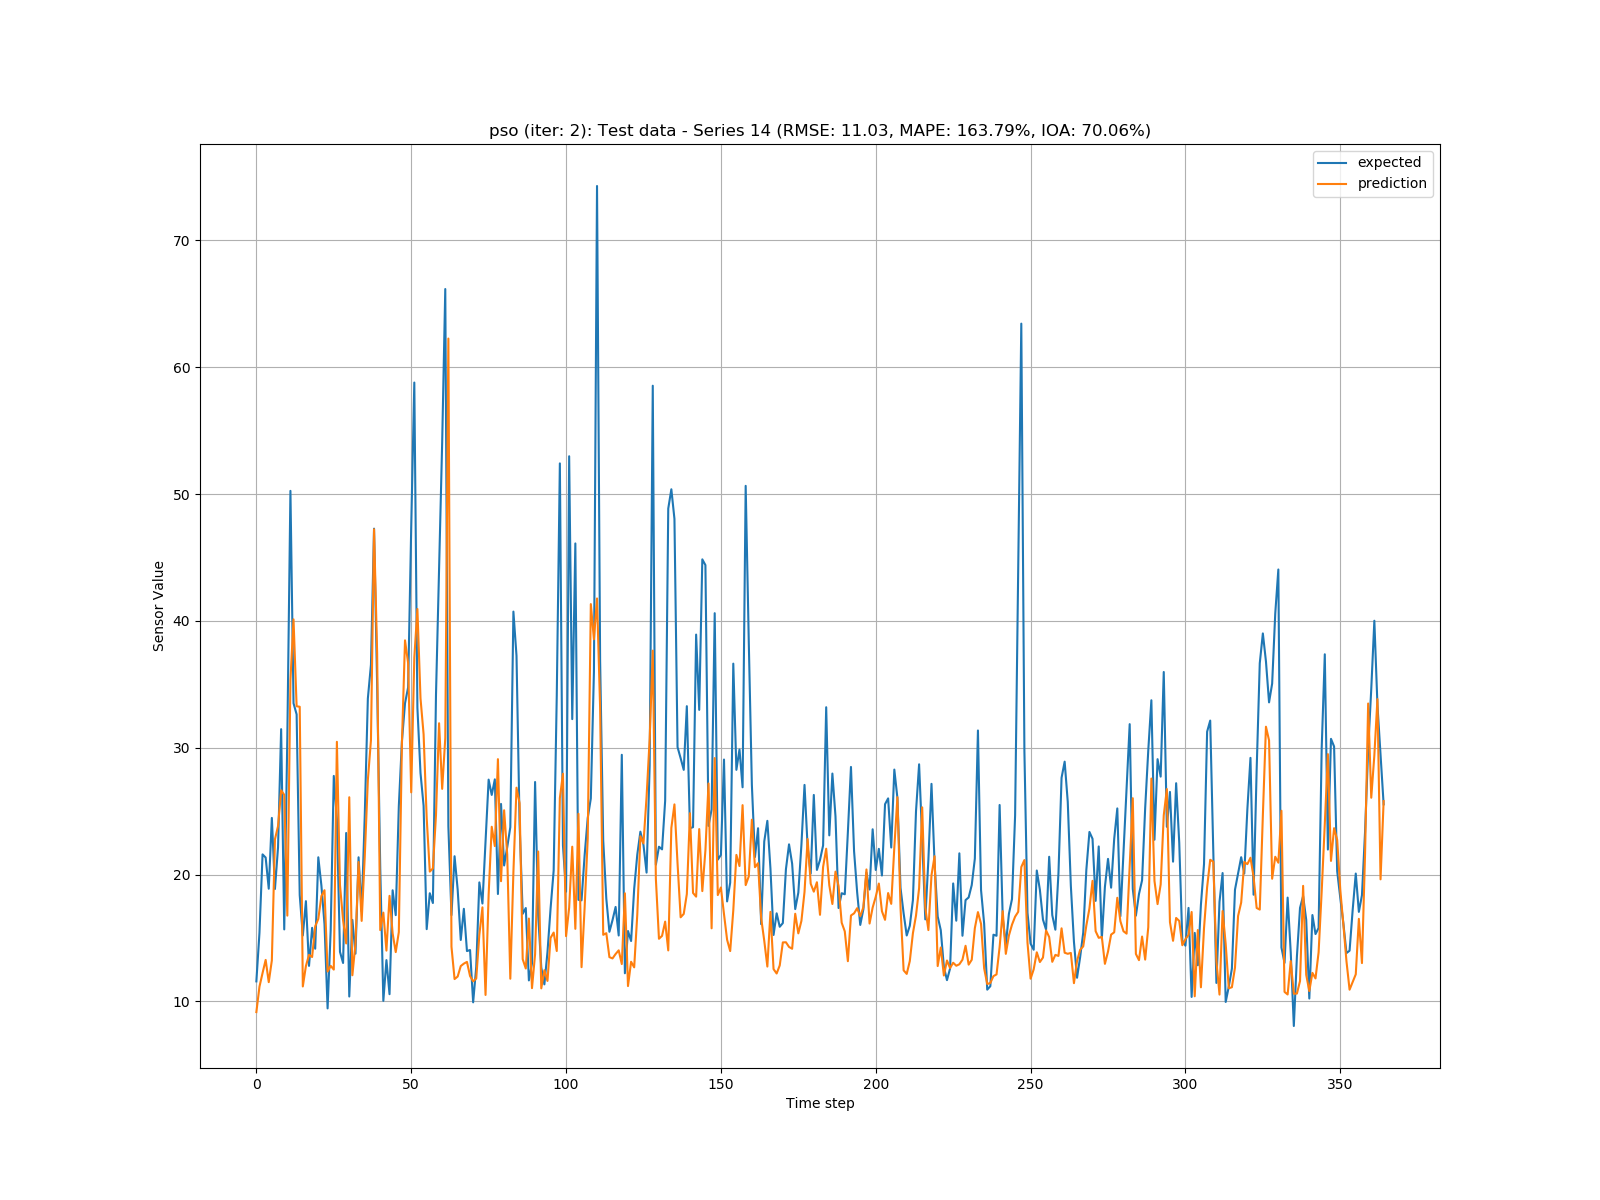 pso (iter: 2): Test data - Series 14 (RMSE: 11.03, MAPE: 163.79%, IOA: 70.06%)
expected
prediction
70
60
50
40
30
20
10
Sensor Value
0 50 100 150 200 250 300 350
Time step